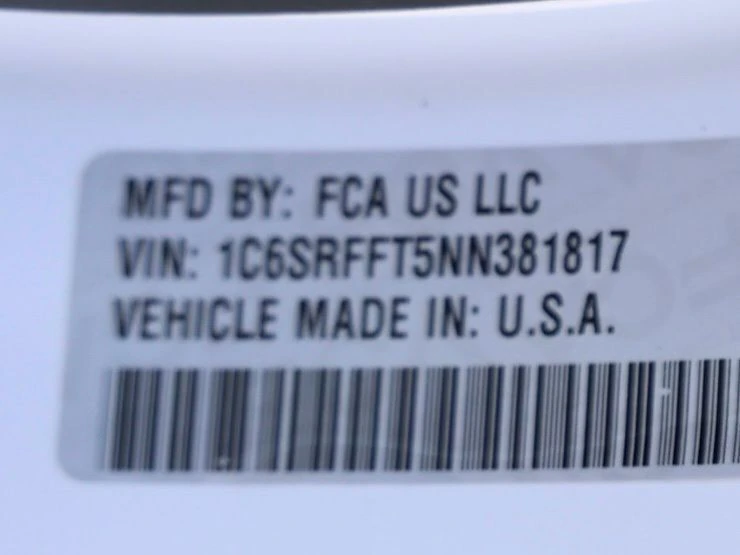 MFD BY: FCA US LLC
VIN: 1C6SRFFT5NN381817
VEHICLE MADE IN: U.S.A.